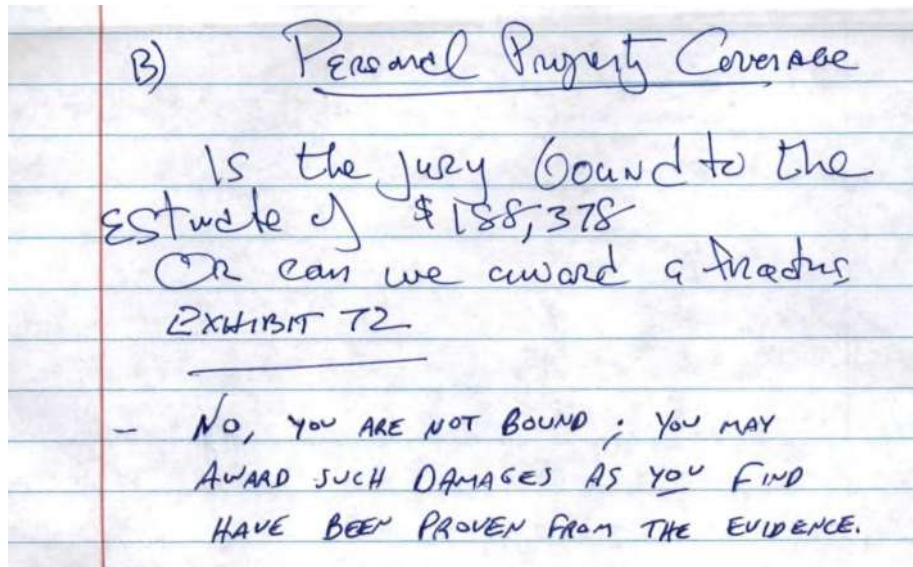 B) Personal Property Coverage
Is the jury bound to the
Estimate of $188,378
Or can we award a fraction
EXHIBIT 72
- NO, YOU ARE NOT BOUND; YOU MAY
AWARD SUCH DAMAGES AS YOU FIND
HAVE BEEN PROVEN FROM THE EVIDENCE.